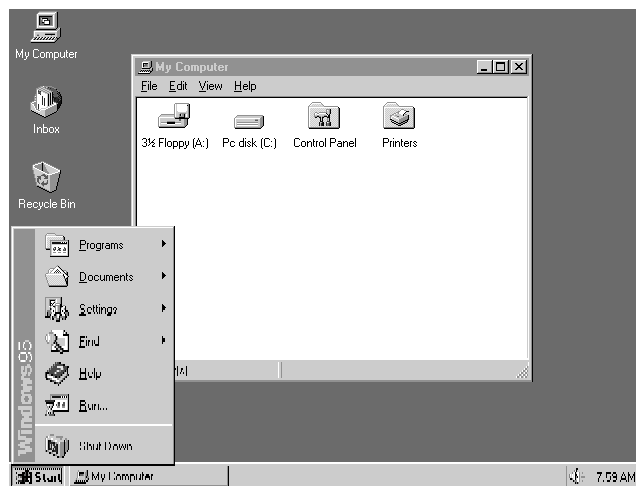 My Computer
Inbox
Recycle Bin
My Computer
File Edit View Help
3½ Floppy (A:) Pc disk (C:) Control Panel Printers
Windows95
Programs
Documents
Settings
Find
Help
Run...
Shut Down
Start My Computer 7:59 AM